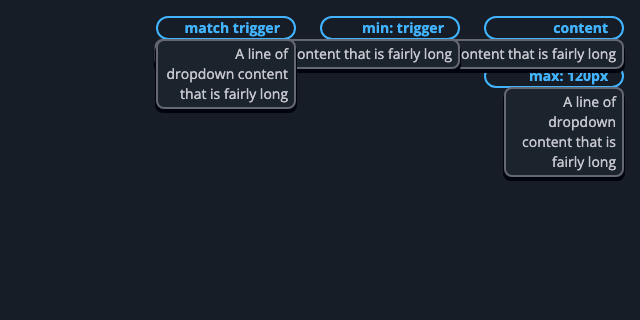 match trigger
min: trigger
content
A line of
dropdown content
that is fairly long
ontent that is fairly long
ontent that is fairly long
max: 120px
A line of
dropdown
content that is
fairly long